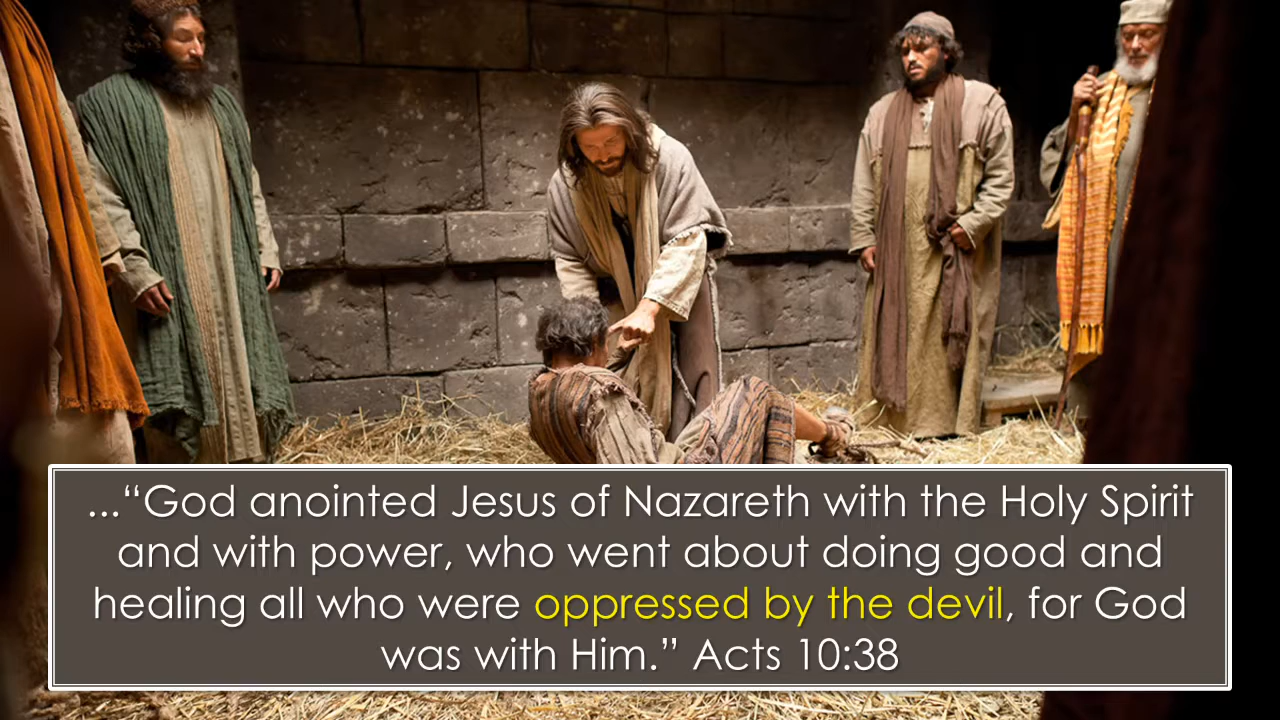 ...“God anointed Jesus of Nazareth with the Holy Spirit
and with power, who went about doing good and
healing all who were oppressed by the devil, for God
was with Him.” Acts 10:38